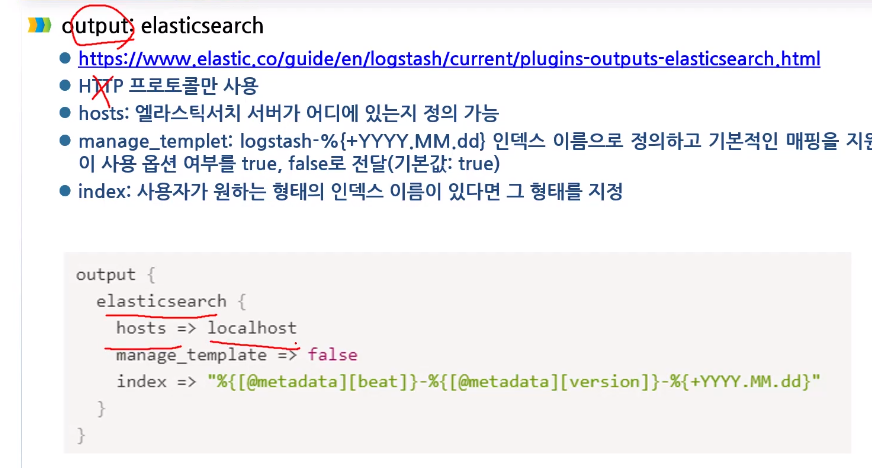 output: elasticsearch
https://www.elastic.co/guide/en/logstash/current/plugins-outputs-elasticsearch.html
HTTP 프로토콜만 사용
hosts: 엘라스틱서치 서버가 어디에 있는지 정의 가능
manage_templet: logstash-%{+YYYY.MM.dd} 인덱스 이름으로 정의하고 기본적인 매핑을
이 사용 옵션 여부를 true, false로 전달(기본값: true)
index: 사용자가 원하는 형태의 인덱스 이름이 있다면 그 형태를 지정
output {
elasticsearch {
hosts => localhost
manage_template => false
index => "%{[@metadata][beat]}-%{[@metadata][version]}-%{+YYYY.MM.dd}"
}
}